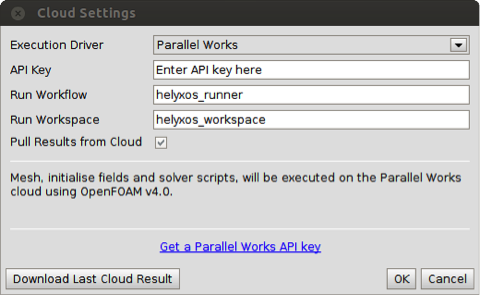 Cloud Settings
Execution Driver Parallel Works
API Key Enter API key here
Run Workflow helyxos_runner
Run Workspace helyxos_workspace
Pull Results from Cloud
Mesh, initialise fields and solver scripts, will be executed on the Parallel Works
cloud using OpenFOAM v4.0.
Get a Parallel Works API key
Download Last Cloud Result OK Cancel